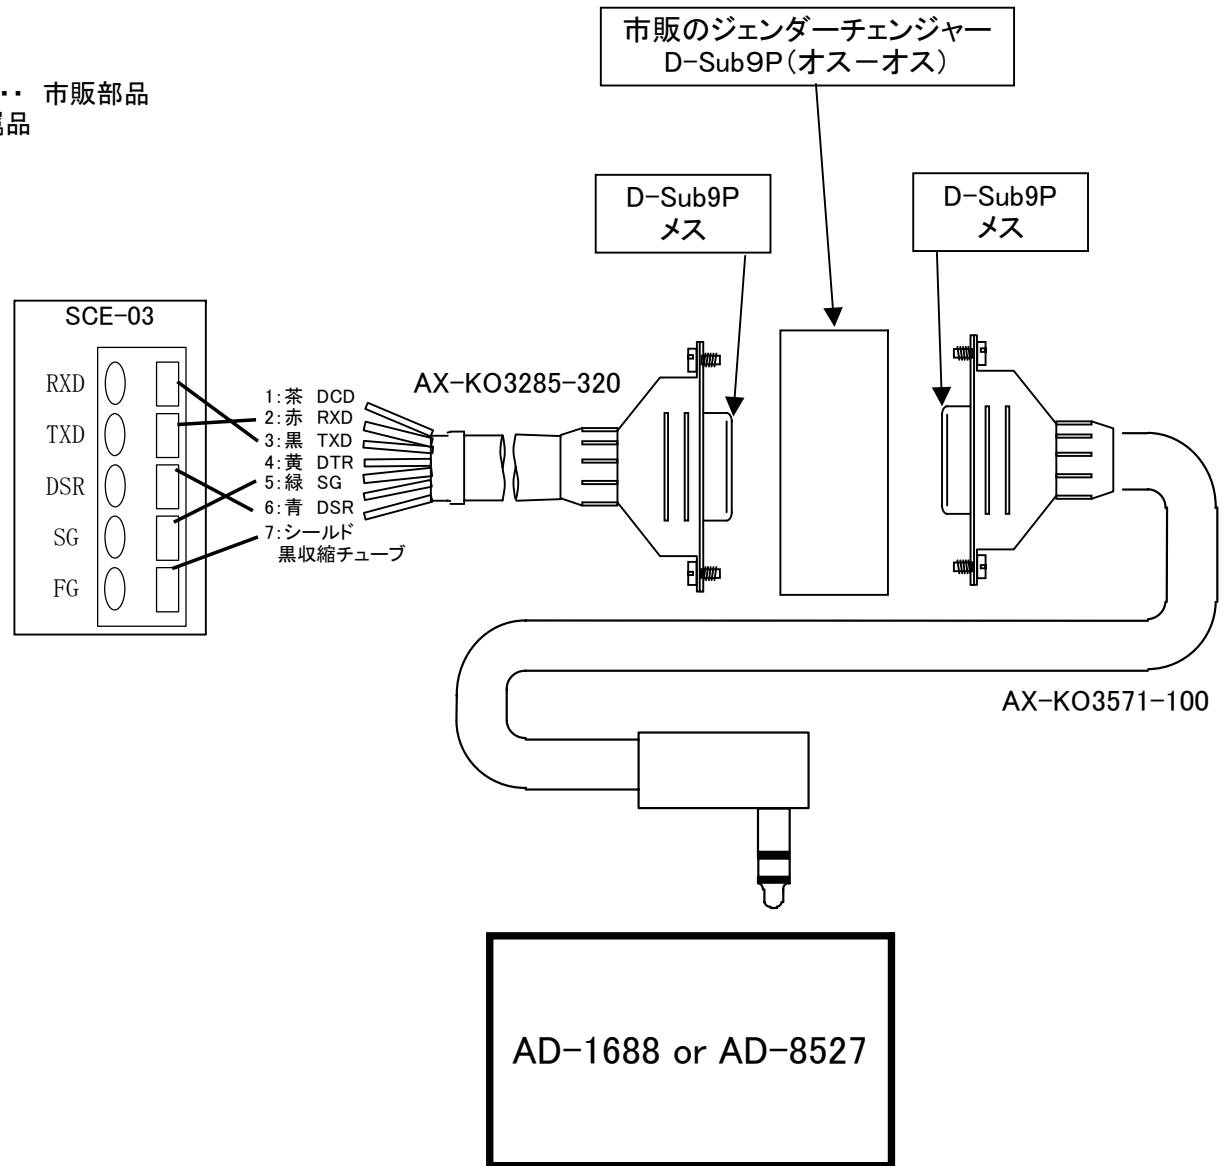 市販のジェンダーチェンジャー
D-Sub9P(オス－オス)
‥ 市販部品
属品
D-Sub9P
メス
D-Sub9P
メス
SCE-03
RXD
TXD
DSR
SG
FG
1:茶 DCD
2:赤 RXD
3:黒 TXD
4:黄 DTR
5:緑 SG
6:青 DSR
7:シールド
黒収縮チューブ
AX-KO3285-320
AX-KO3571-100
AD-1688 or AD-8527